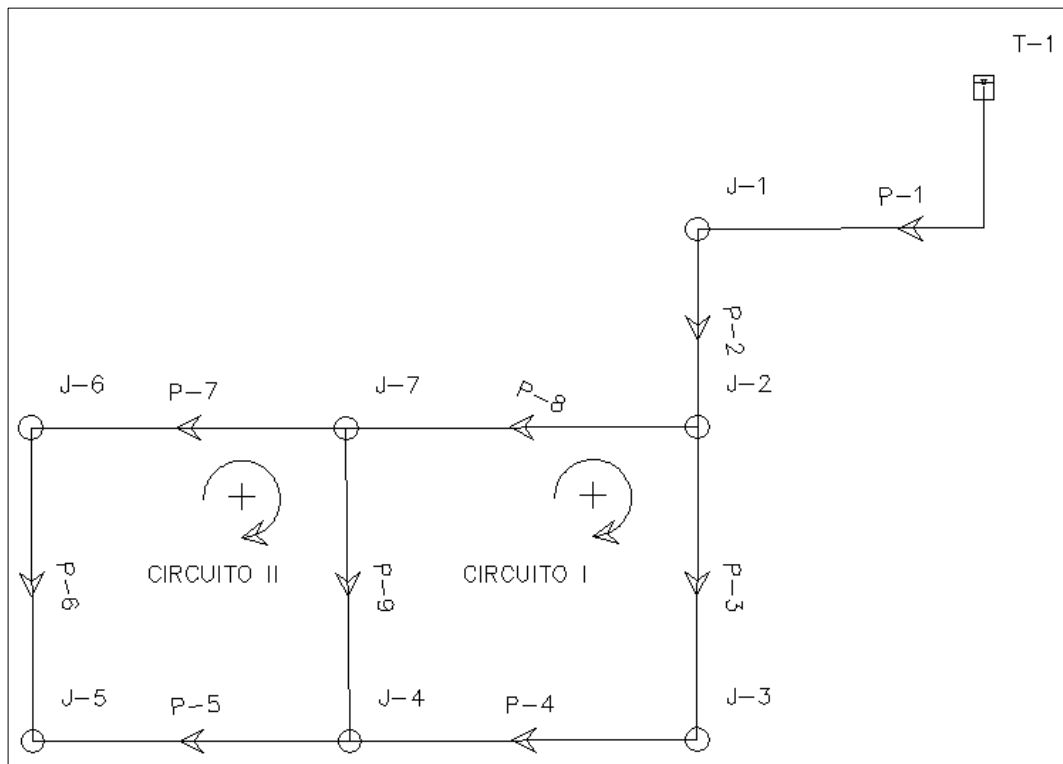 T-1
J-1
P-1
P-2
J-6
P-7
J-7
P-8
J-2
CIRCUITO II
CIRCUITO I
P-6
P-9
P-3
J-5
P-5
J-4
P-4
J-3